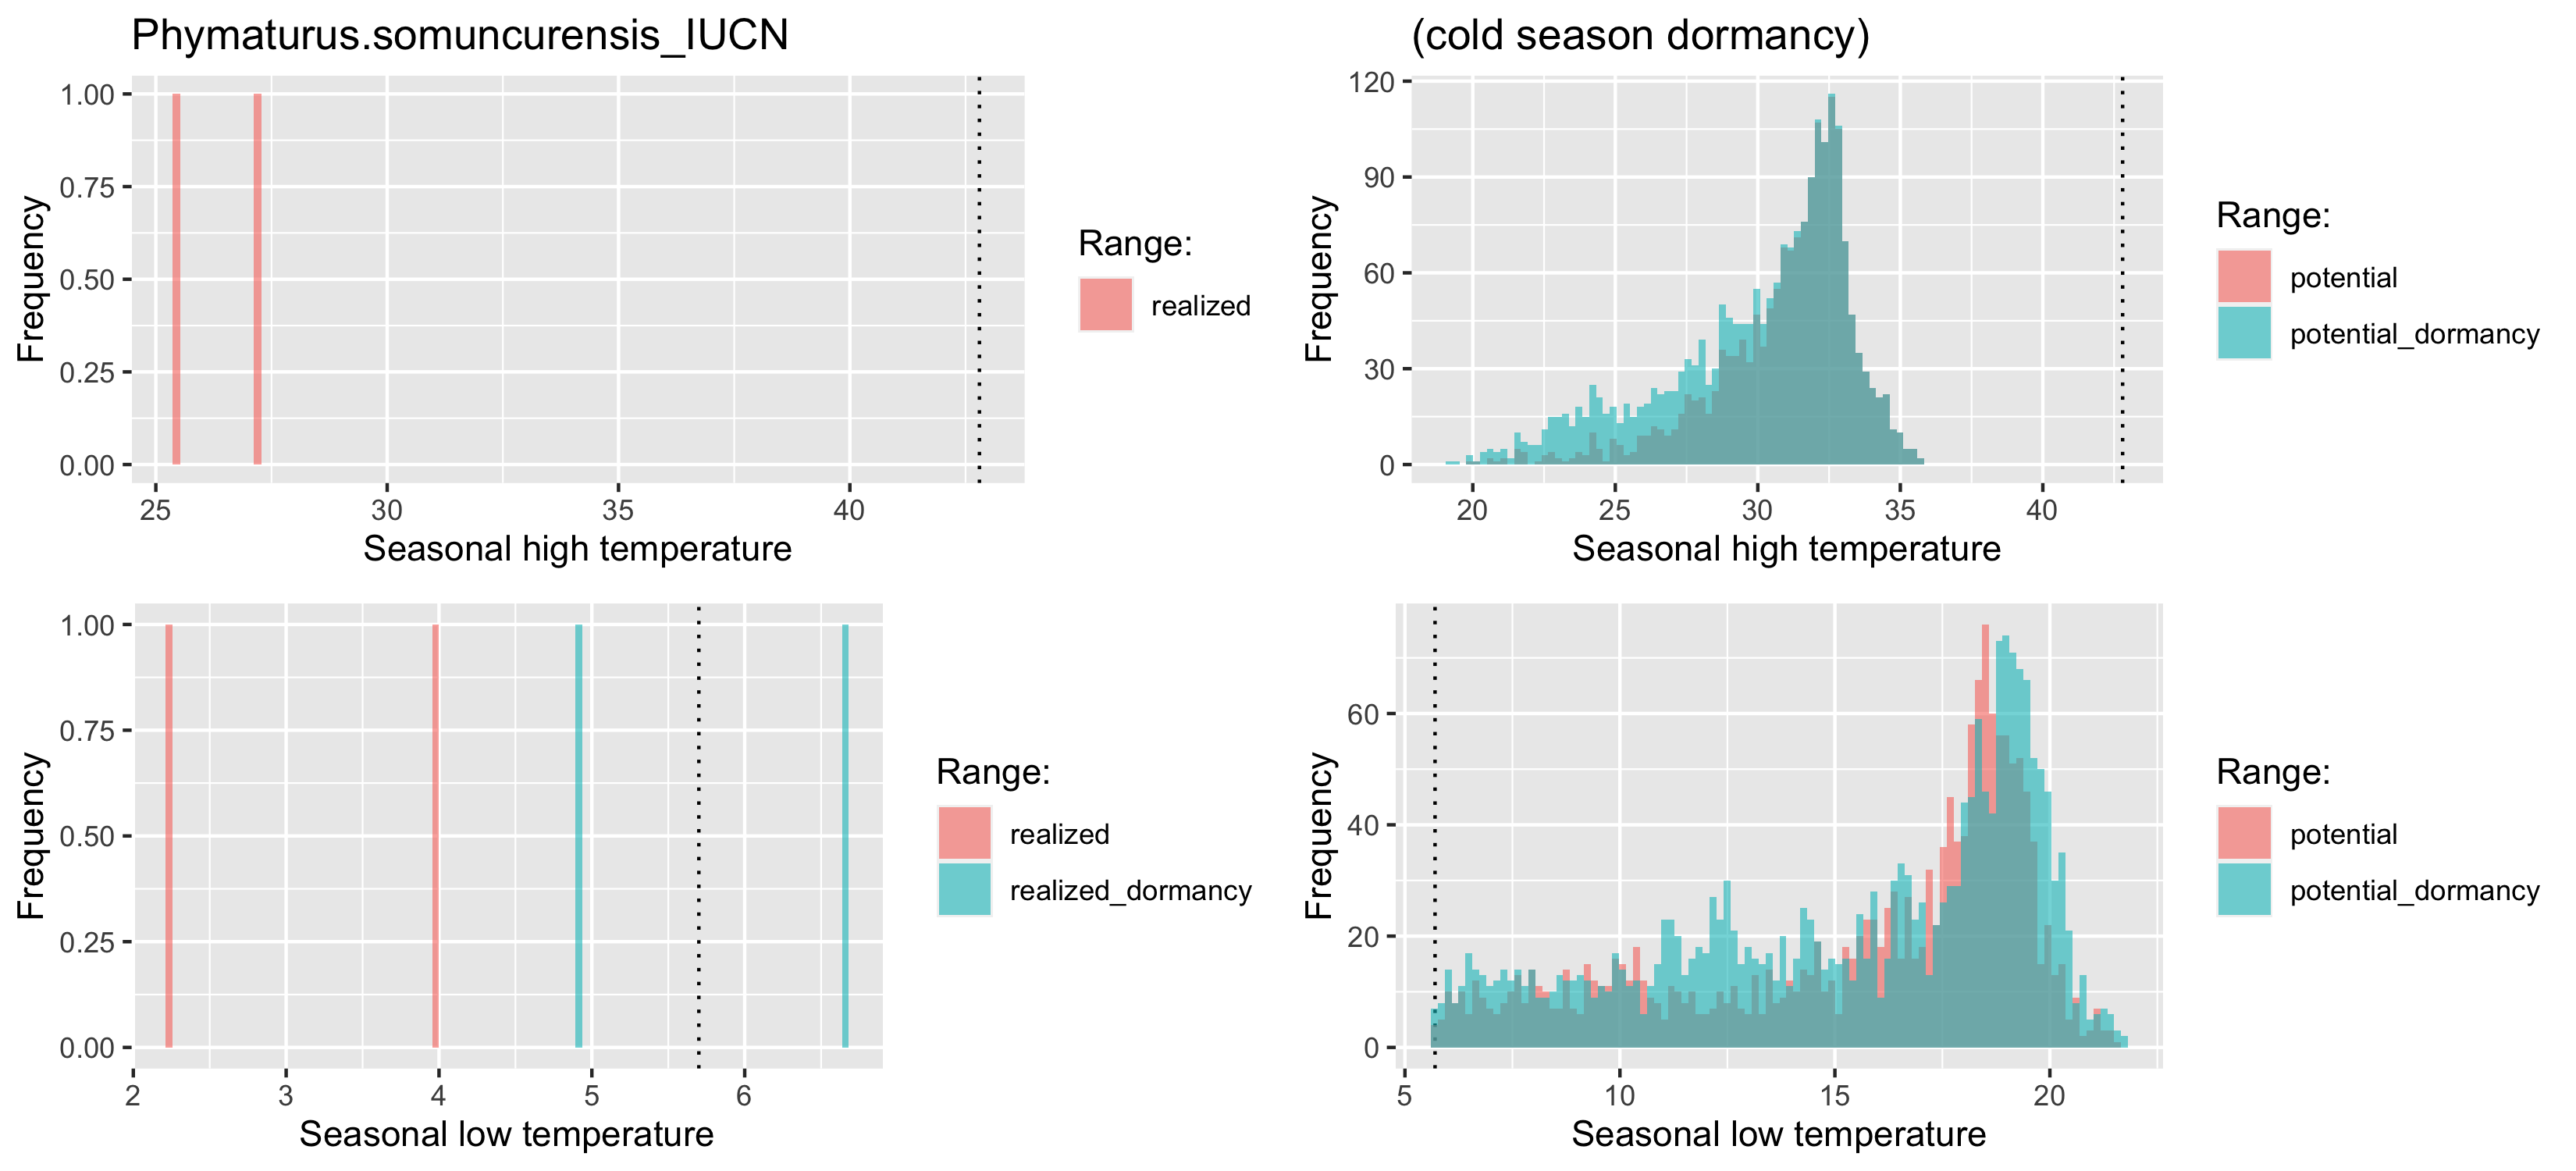 Phymaturus.somuncurensis_IUCN
1.00
0.75
0.50
0.25
0.00
Frequency
25 30 35 40
Seasonal high temperature
Range:
realized
(cold season dormancy)
120
90
60
30
0
Frequency
20 25 30 35 40
Seasonal high temperature
Range:
potential
potential_dormancy
1.00
0.75
0.50
0.25
0.00
Frequency
2 3 4 5 6
Seasonal low temperature
Range:
realized
realized_dormancy
60
40
20
0
Frequency
5 10 15 20
Seasonal low temperature
Range:
potential
potential_dormancy